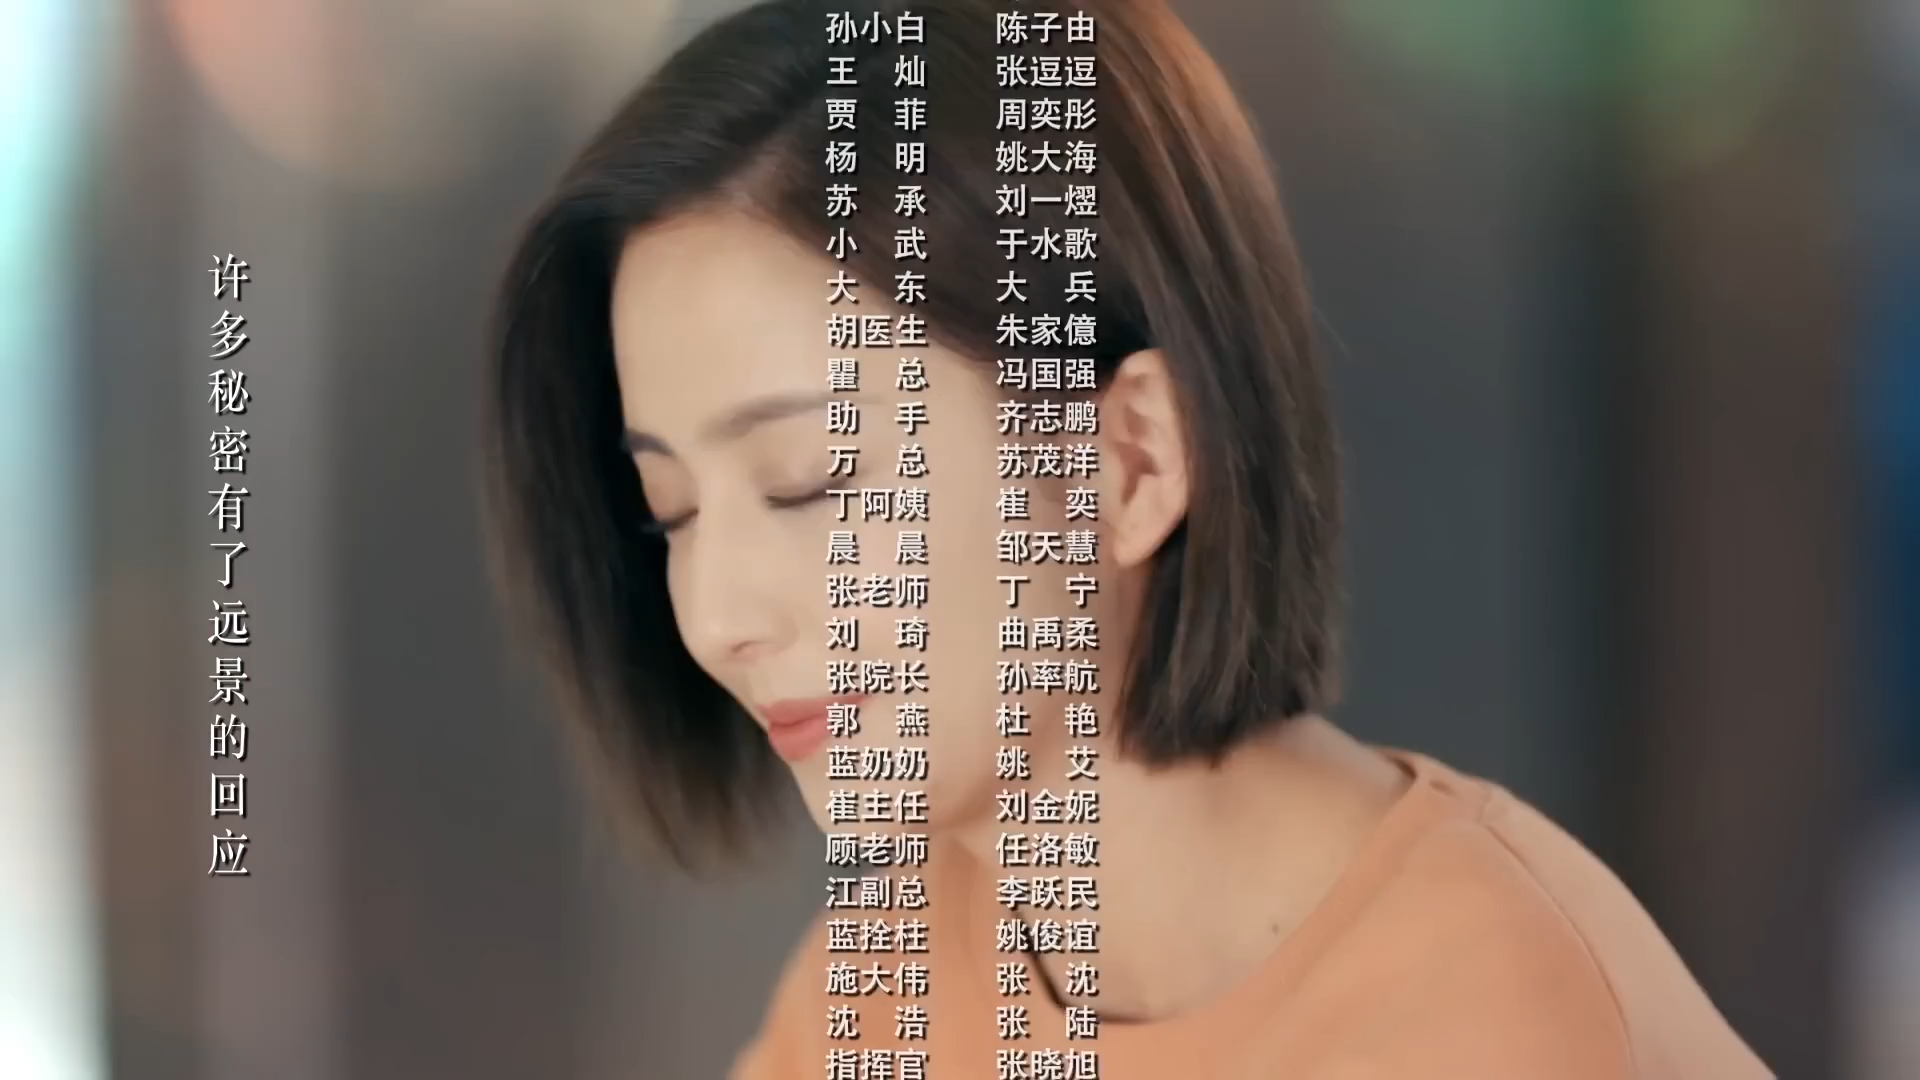 许多秘密有了远景的回应
孙小白 陈子由
王灿 张逗逗
贾菲 周奕彤
杨明 姚大海
苏承 刘一熠
小武 于水歌
大东 大兵
胡医生 朱家億
瞿总 冯国强
助手 齐志鹏
万总 苏茂洋
丁阿姨 崔奕
晨晨 邹天慧
张老师 丁宁
刘琦 曲禹柔
张院长 孙率航
郭燕 杜艳
蓝奶奶 姚艾
崔主任 刘金妮
顾老师 任洛敏
江副总 李跃民
蓝拴柱 姚俊谊
施大伟 张沈
沈浩 张陆
指挥官 张晓旭